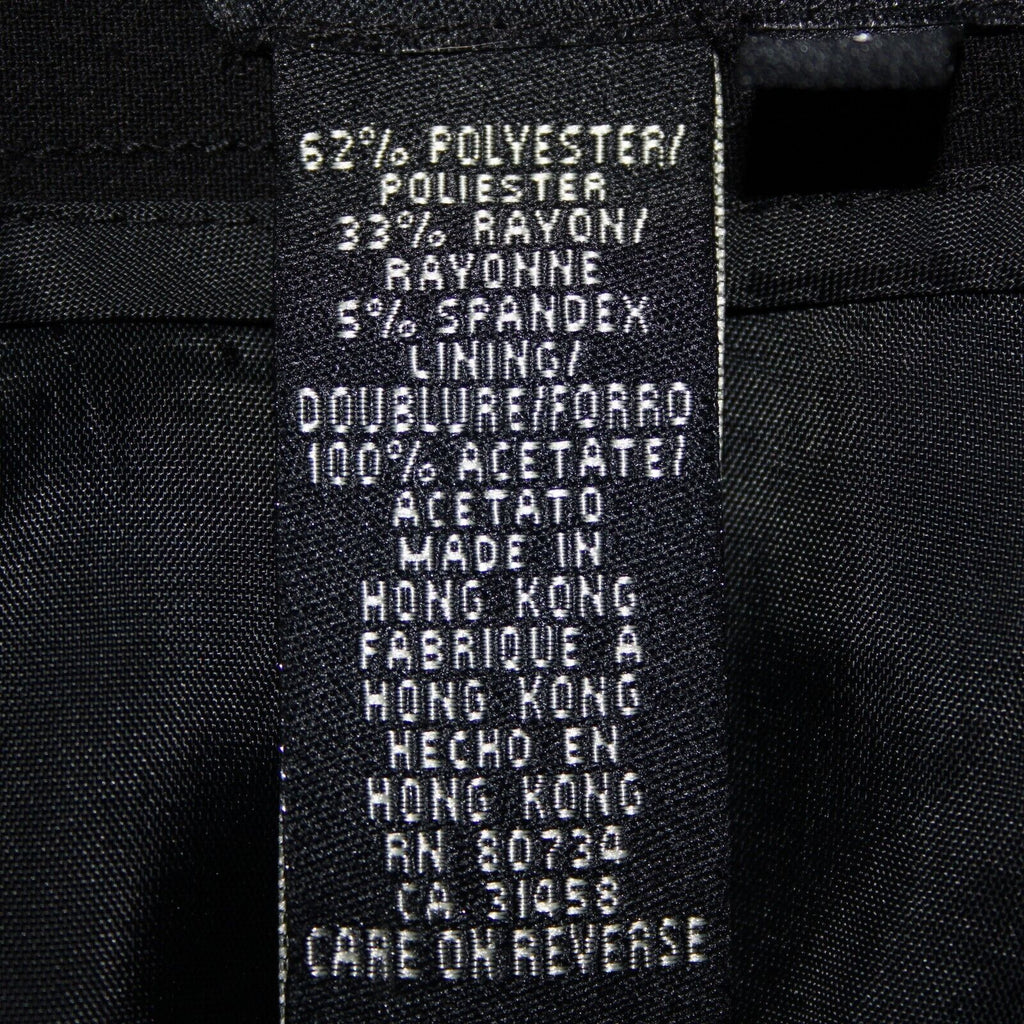 62% POLYESTER/
POLIESTER
33% RAYON/
RAYONNE
5% SPANDEX
LINING/
DOUBLURE/FORRO
100% ACETATE/
ACETATO
MADE IN
HONG KONG
FABRIQUE A
HONG KONG
HECHO EN
HONG KONG
RN 80734
CA 31458
CARE ON REVERSE